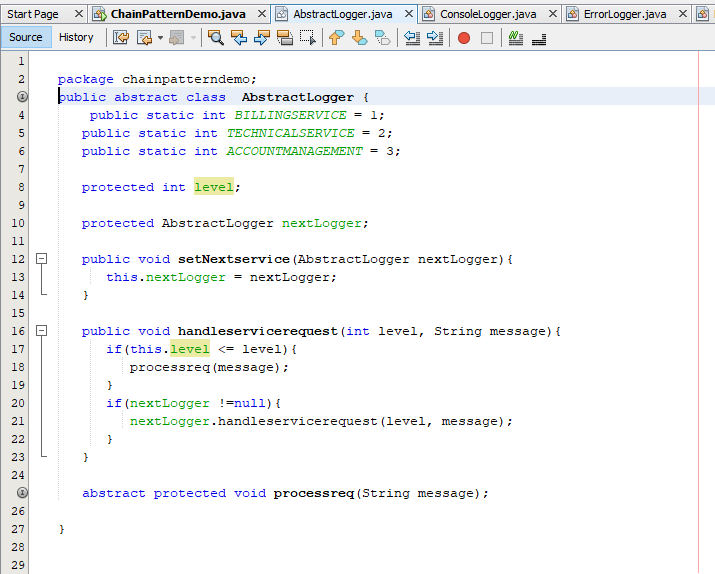 Start Page ChainPatternDemo.java AbstractLogger.java ConsoleLogger.java ErrorLogger.java
Source History
1
2 package chainpatterndemo;
public abstract class  AbstractLogger {
4 public static int BILLINGSERVICE = 1;
5 public static int TECHNICALSERVICE = 2;
6 public static int ACCOUNTMANAGEMENT = 3;
7
8 protected int level;
9
10 protected AbstractLogger nextLogger;
11
12 public void setNextservice(AbstractLogger nextLogger){
13 this.nextLogger = nextLogger;
14 }
15
16 public void handleservicerequest(int level, String message){
17 if(this.level <= level){
18 processreq(message);
19 }
20 if(nextLogger !=null){
21 nextLogger.handleservicerequest(level, message);
22 }
23 }
24
abstract protected void processreq(String message);
26
27 }
28
29